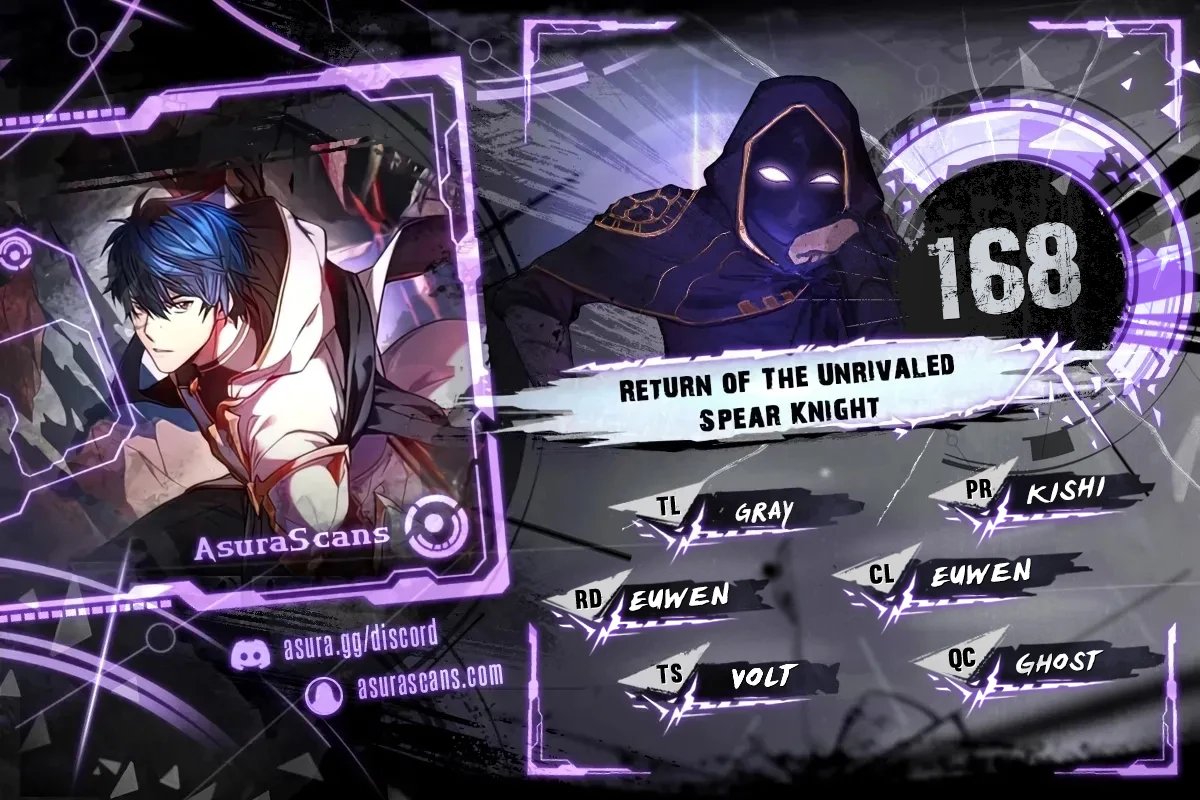 AsuraScans
asura.gg/discord
asurascans.com
168
RETURN OF THE UNRIVALED
SPEAR KNIGHT
TL GRAY
PR KISHI
RD EUWEN
CL EUWEN
TS VOLT
QC GHOST